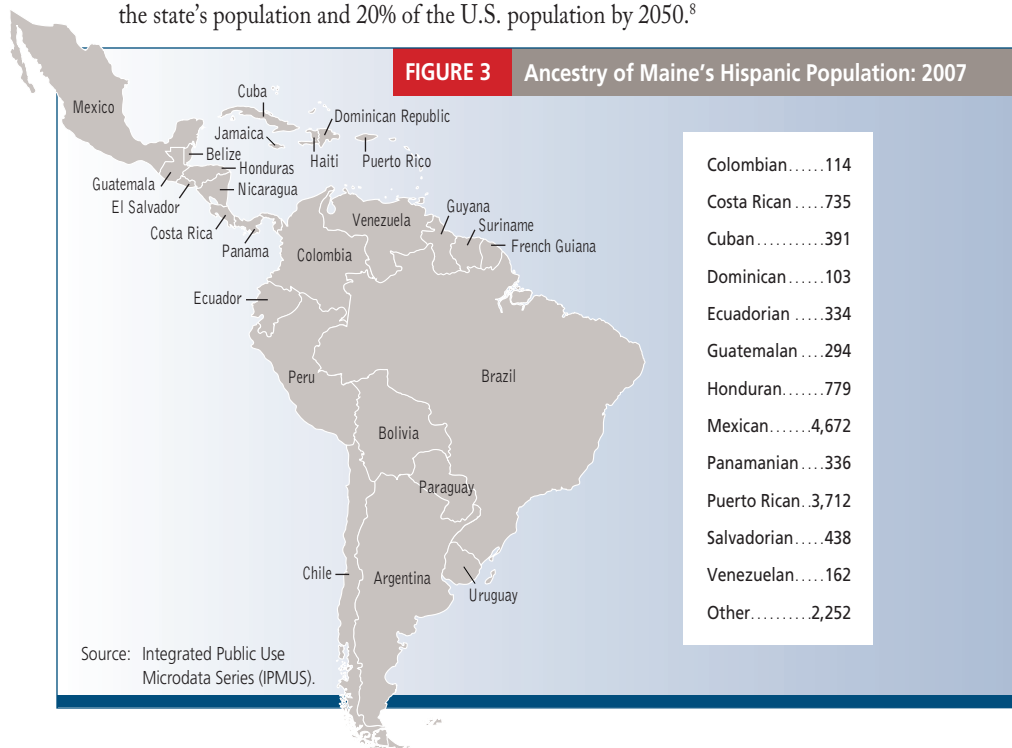 the state's population and 20% of the U.S. population by 2050.8
FIGURE 3 Ancestry of Maine's Hispanic Population: 2007
Mexico
Cuba
Dominican Republic
Jamaica
Belize
Haiti
Puerto Rico
Honduras
Guatemala
Nicaragua
El Salvador
Costa Rica
Panama
Venezuela
Guyana
Suriname
French Guiana
Colombia
Ecuador
Peru
Brazil
Bolivia
Paraguay
Chile
Argentina
Uruguay
Colombian......114
Costa Rican .....735
Cuban...........391
Dominican......103
Ecuadorian .....334
Guatemalan ....294
Honduran.......779
Mexican.......4,672
Panamanian ....336
Puerto Rican..3,712
Salvadorian.....438
Venezuelan.....162
Other..........2,252
Source: Integrated Public Use
Microdata Series (IPMUS).